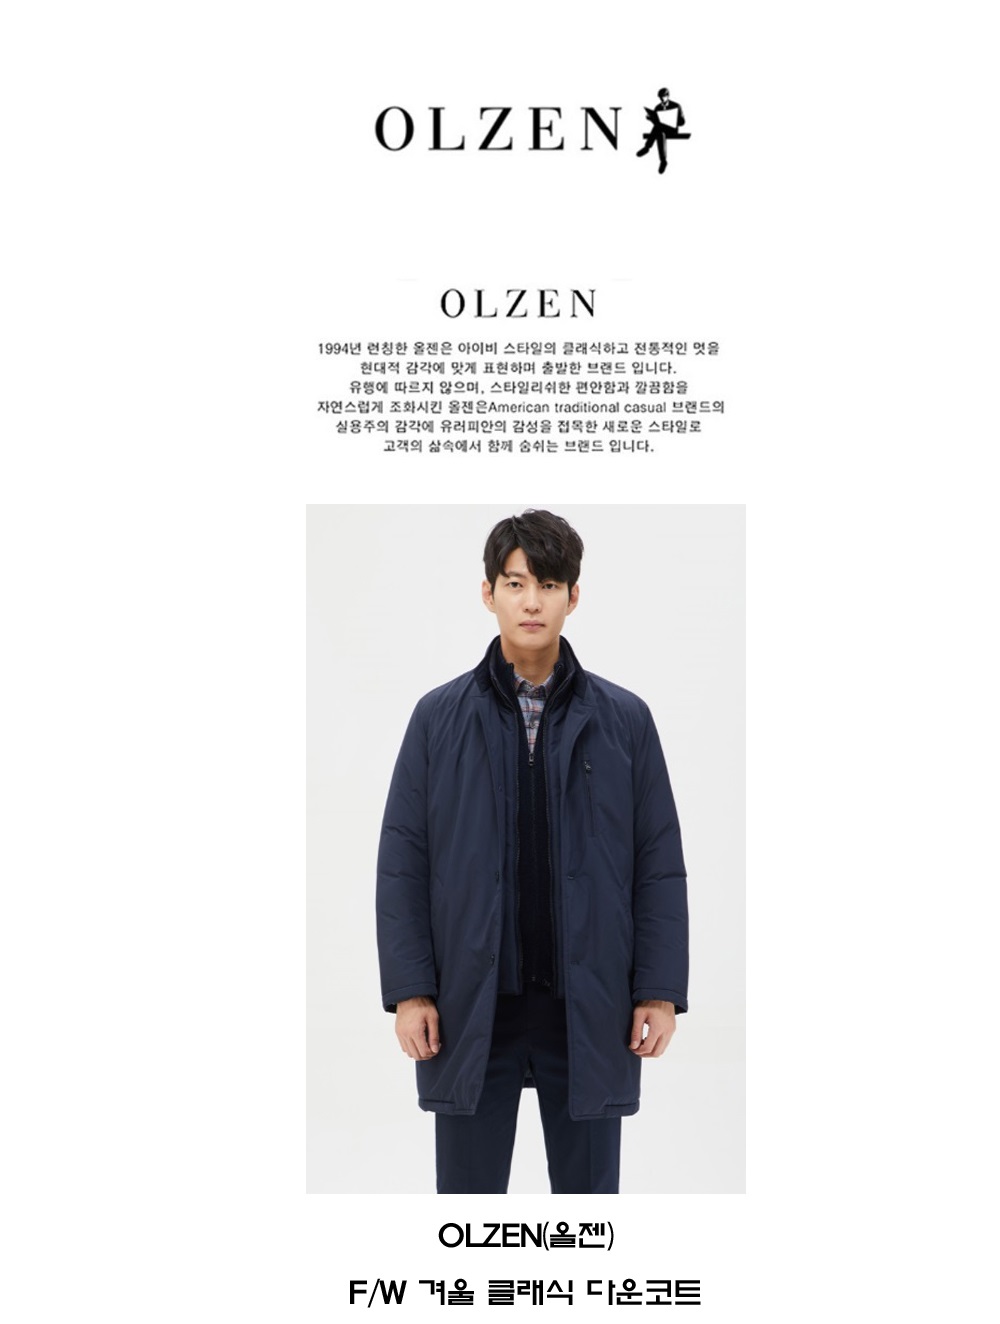 OLZEN
OLZEN
1994년 런칭한 올젠은 아이비 스타일의 클래식하고 전통적인 멋을
현대적 감각에 맞게 표현하며 출발한 브랜드 입니다.
유행에 따르지 않으며, 스타일리쉬한 편안함과 깔끔함을
자연스럽게 조화시킨 올젠은American traditional casual 브랜드의
실용주의 감각에 유러피안의 감성을 접목한 새로운 스타일로
고객의 삶속에서 함께 숨쉬는 브랜드 입니다.
OLZEN(올젠)
F/W 겨울 클래식 다운코트